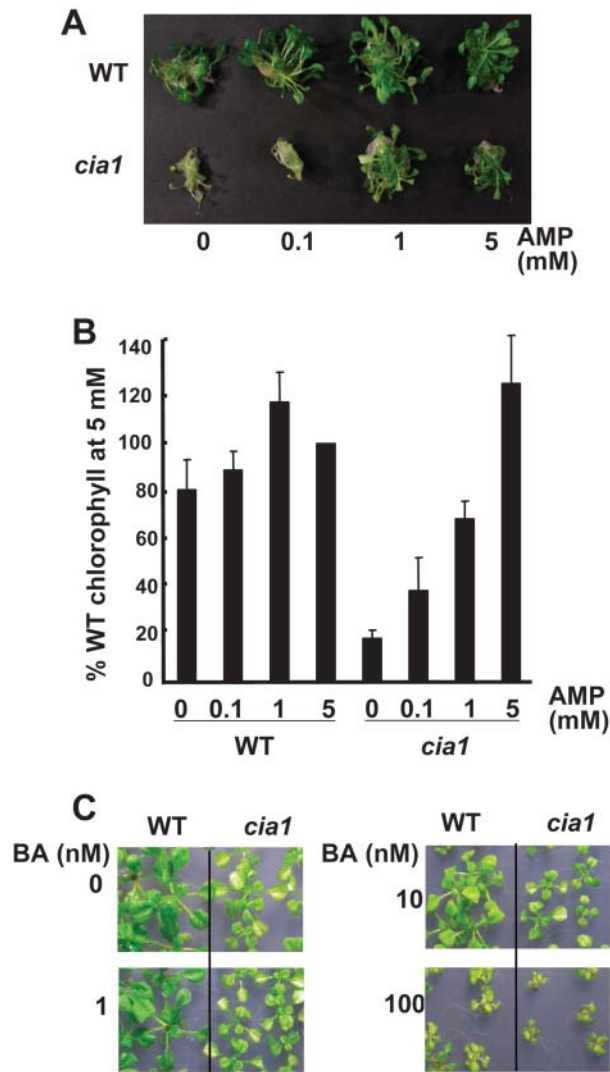 A
WT
cia1
0 0.1 1 5 AMP (mM)
B
% WT chlorophyll at 5 mM
140
120
100
80
60
40
20
0
0 0.1 1 5 0 0.1 1 5 AMP (mM)
WT cia1
C
WT cia1 WT cia1
BA (nM) BA (nM)
0 10
1 100